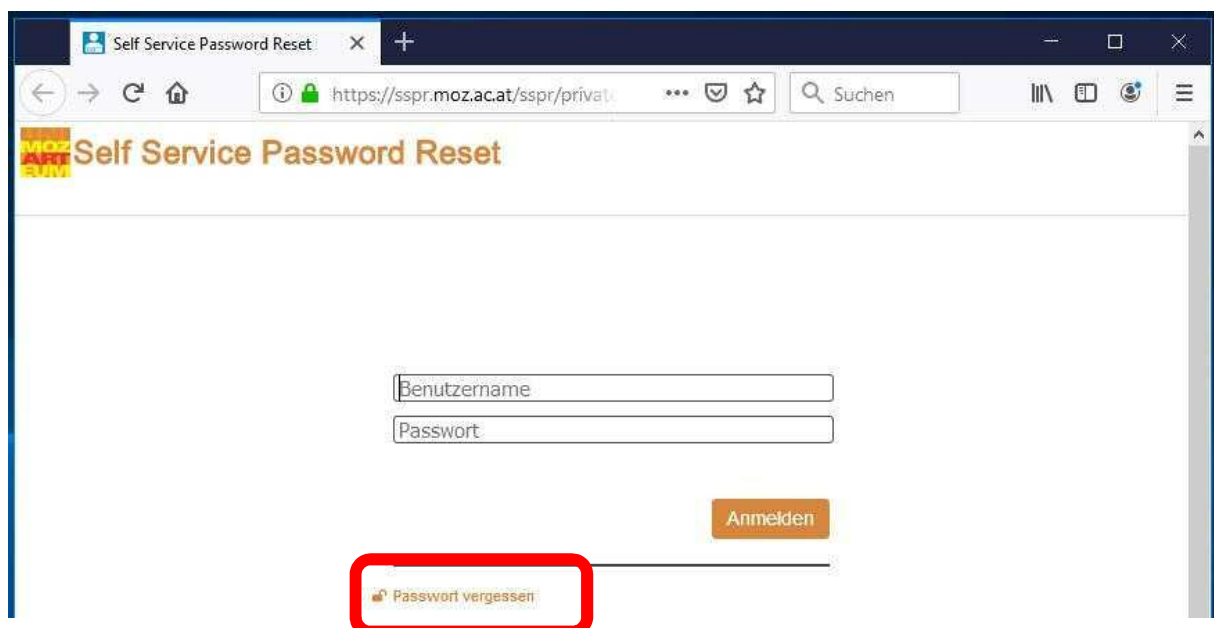 Self Service Password Reset
https://sspr.moz.ac.at/sspr/privat
Suchen
UNI
MOZ
ART
EUM
Self Service Password Reset
Benutzername
Passwort
Anmelden
Passwort vergessen